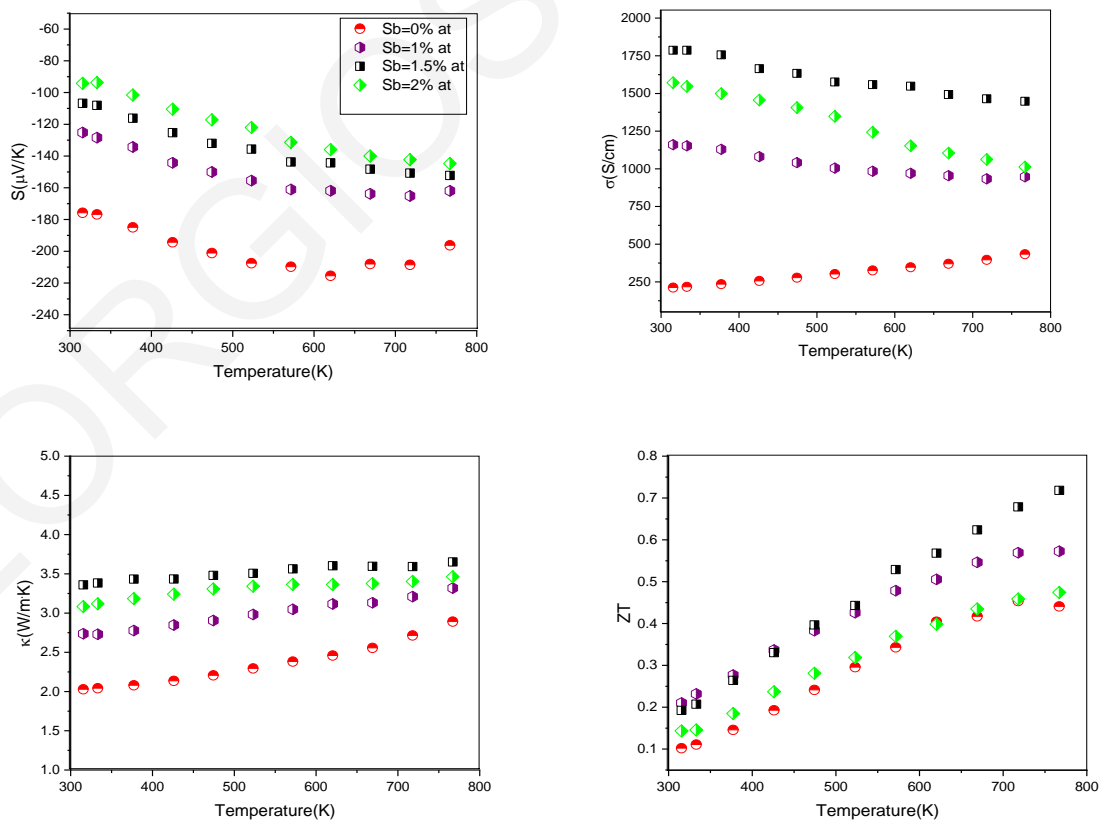 -60
-80
-100
-120
-140
-160
-180
-200
-220
-240
S(μV/K)
300 400 500 600 700 800
Temperature(K)
Sb=0% at
Sb=1% at
Sb=1.5% at
Sb=2% at
2000
1750
1500
1250
1000
750
500
250
σ(S/cm)
300 400 500 600 700 800
Temperature(K)
5.0
4.5
4.0
3.5
3.0
2.5
2.0
1.5
1.0
κ(W/mK)
300 400 500 600 700 800
Temperature(K)
0.8
0.7
0.6
0.5
0.4
0.3
0.2
0.1
ZT
300 400 500 600 700 800
Temperature(K)
ORGIOS